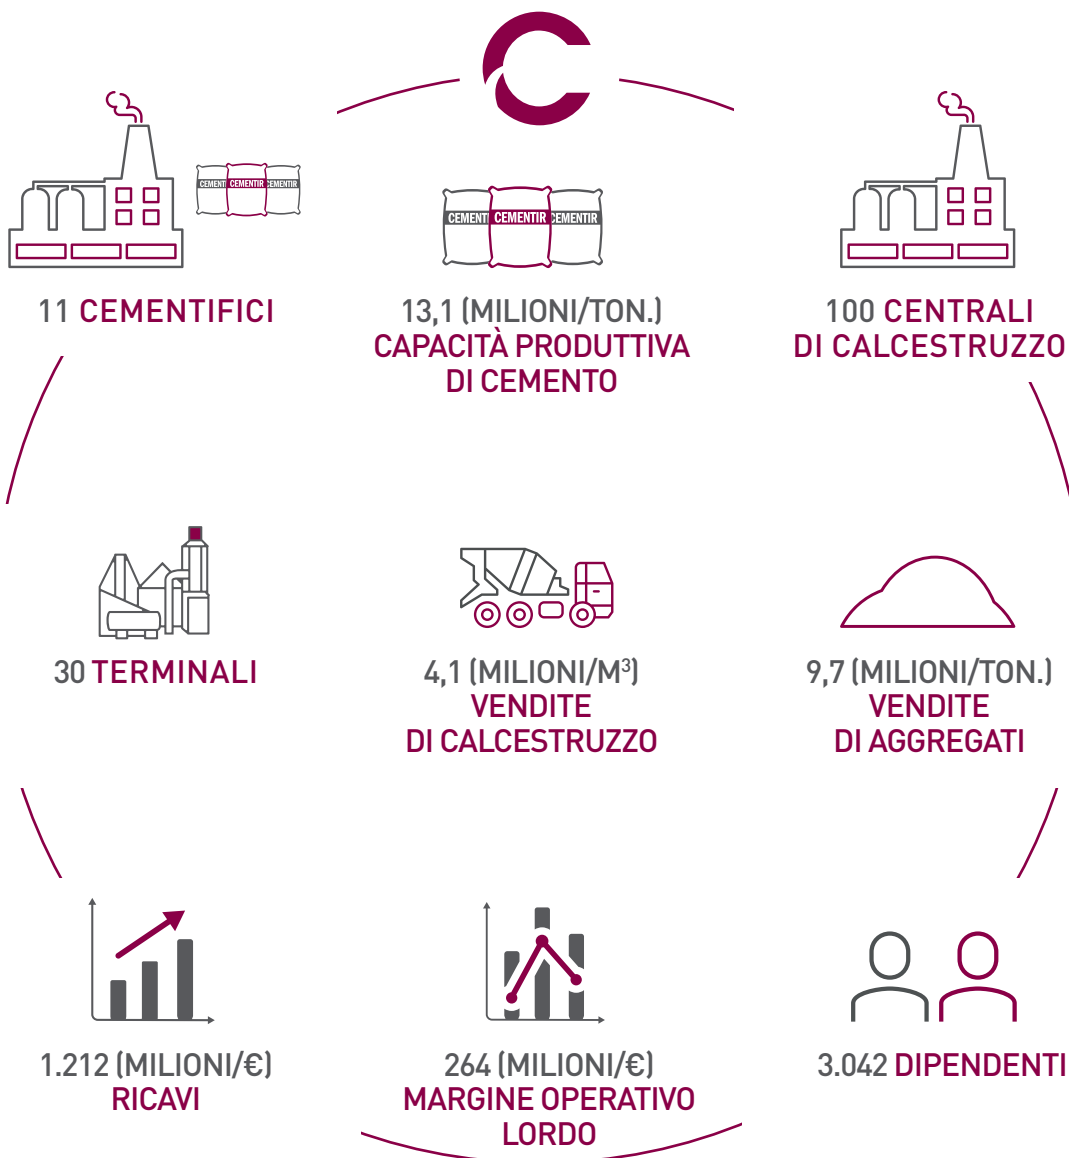 CEMENTI CEMENTIR CEMENTIR
CEMENTI CEMENTIR CEMENTIR
11 CEMENTIFICI
13,1 (MILIONI/TON.)
CAPACITÀ PRODUTTIVA
DI CEMENTO
100 CENTRALI
DI CALCESTRUZZO
30 TERMINALI
4,1 (MILIONI/M³)
VENDITE
DI CALCESTRUZZO
9,7 (MILIONI/TON.)
VENDITE
DI AGGREGATI
1.212 (MILIONI/€)
RICAVI
264 (MILIONI/€)
MARGINE OPERATIVO
LORDO
3.042 DIPENDENTI